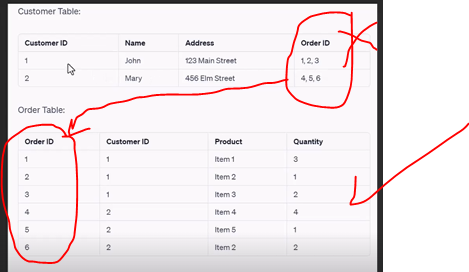 Customer Table:
Customer ID Name Address Order ID
1 John 123 Main Street 1, 2, 3
2 Mary 456 Elm Street 4, 5, 6
Order Table:
Order ID Customer ID Product Quantity
1 1 Item 1 3
2 1 Item 2 1
3 1 Item 3 2
4 2 Item 4 4
5 2 Item 5 1
6 2 Item 2 2